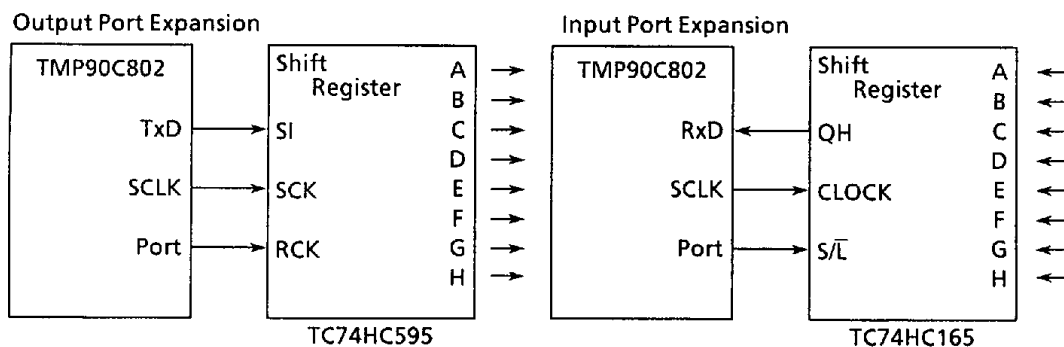 Output Port Expansion
TMP90C802
TxD
SCLK
Port
Shift
Register
SI
SCK
RCK
A
B
C
D
E
F
G
H
TC74HC595
Input Port Expansion
TMP90C802
RxD
SCLK
Port
Shift
Register
QH
CLOCK
S/L̅
A
B
C
D
E
F
G
H
TC74HC165